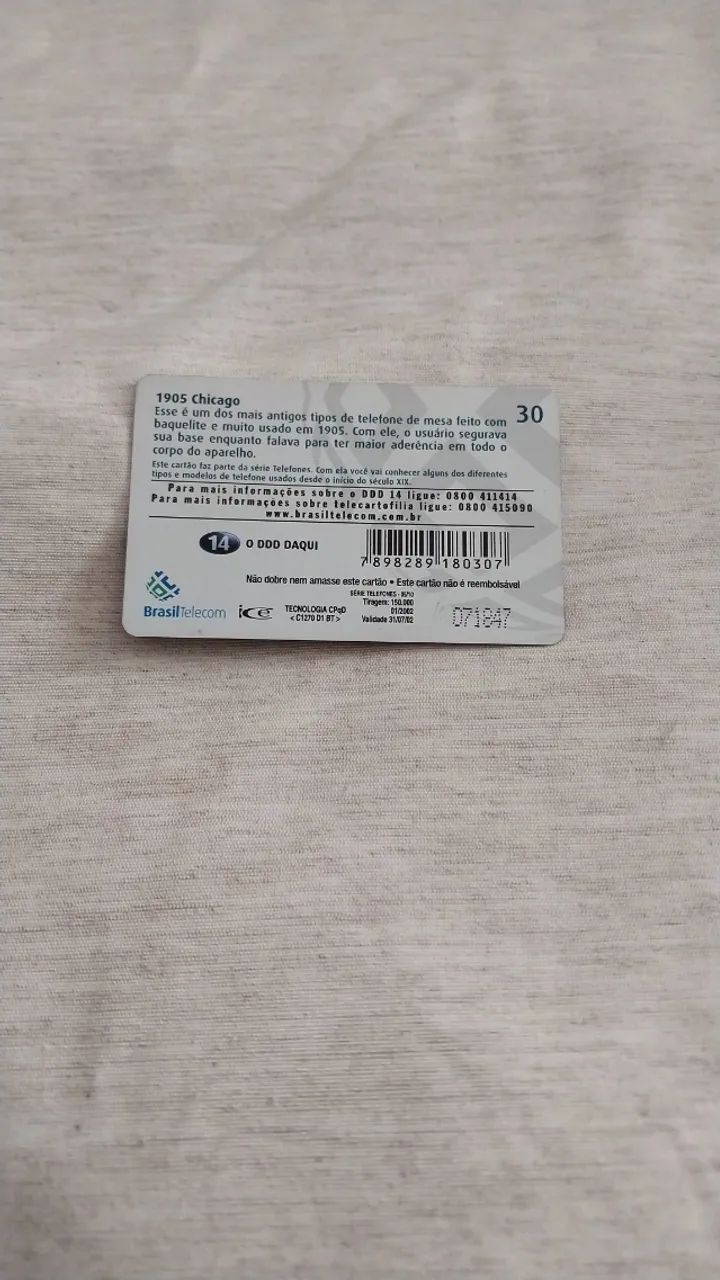 1905 Chicago
30
Esse é um dos mais antigos tipos de telefone de mesa feito com
baquelite e muito usado em 1905. Com ele, o usuário segurava
sua base enquanto falava para ter maior aderência em todo o
corpo do aparelho.
Este cartão faz parte da série Telefones. Com ela você vai conhecer alguns dos diferentes
tipos e modelos de telefone usados desde o início do século XIX.
Para mais informações sobre o DDD 14 ligue: 0800 411414
Para mais informações sobre telecartofilia ligue: 0800 415090
www.brasiltelecom.com.br
14 O DDD DAQUI
7898289180307
Não dobre nem amasse este cartão • Este cartão não é reembolsável
BrasilTelecom
ice
TECNOLOGIA CPqD
<C1270 D1 BT>
SÉRIE TELEFONES -
Tiragem: 150.000
01/2002
Validade 31/07/02
071847